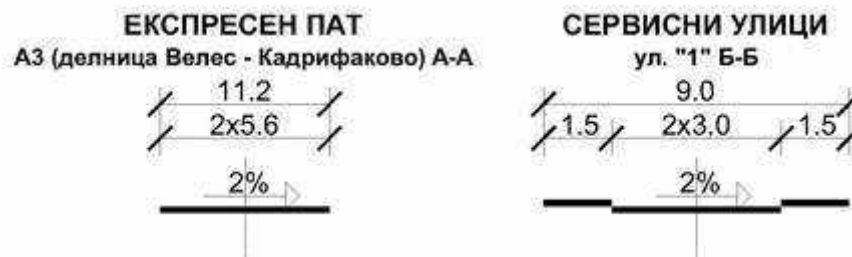 ЕКСПРЕСЕН ПАТ
А3 (делница Велес - Кадрифаково) А-А
11.2
2x5.6
2%
СЕРВИСНИ УЛИЦИ
ул. "1" Б-Б
9.0
1.5 2x3.0 1.5
2%